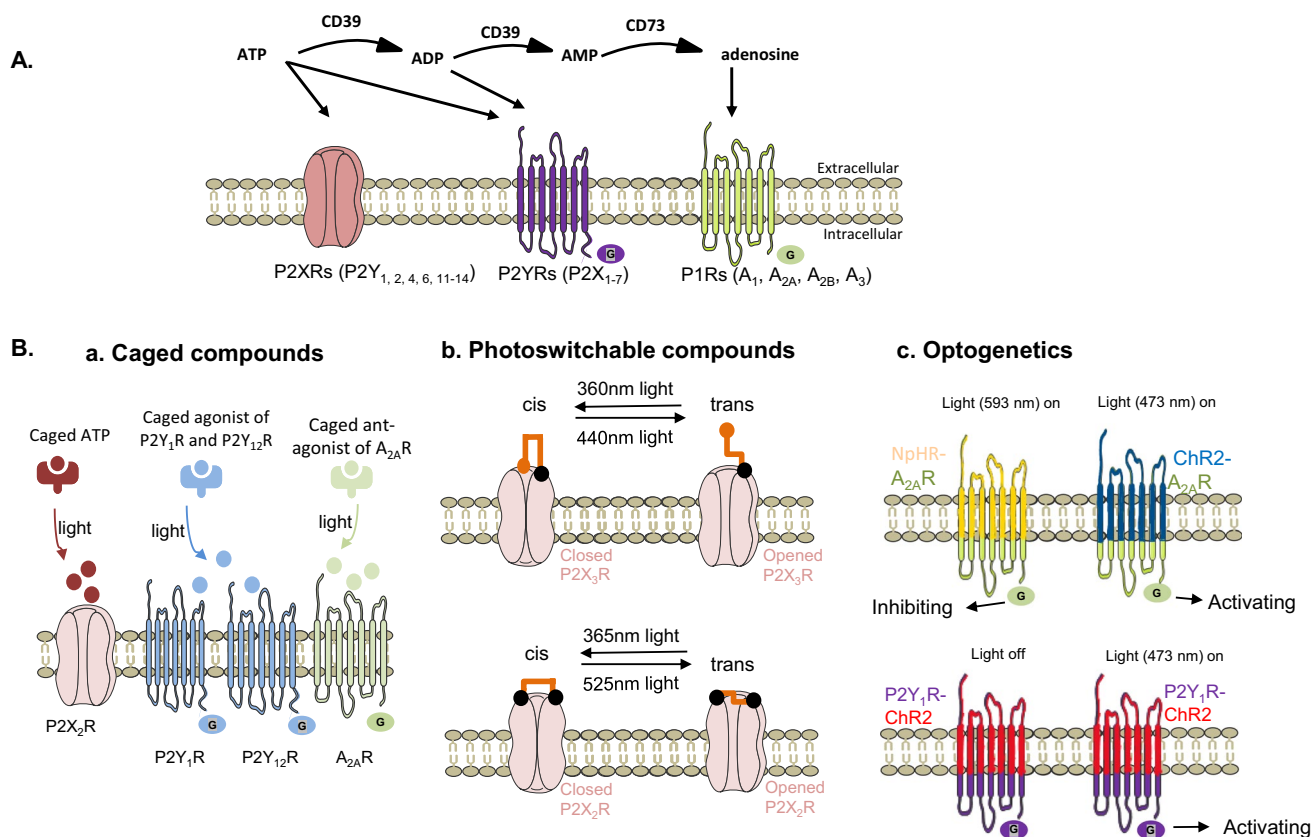 A.
CD39
CD39
CD73
ATP
ADP
AMP
adenosine
Extracellular
Intracellular
G
G
P2XRs (P2Y1, 2, 4, 6, 11-14)
P2YRs (P2X1-7)
P1Rs (A1, A2A, A2B, A3)
B.
a. Caged compounds
Caged ATP
Caged agonist of
P2Y1R and P2Y12R
Caged ant-
agonist of A2AR
light
light
light
G
G
G
P2X2R
P2Y1R
P2Y12R
A2AR
b. Photoswitchable compounds
360nm light
cis
trans
440nm light
Closed
P2X3R
Opened
P2X3R
365nm light
cis
trans
525nm light
Closed
P2X2R
Opened
P2X2R
c. Optogenetics
Light (593 nm) on
Light (473 nm) on
NpHR-
A2AR
ChR2-
A2AR
G
G
Inhibiting
Activating
Light off
Light (473 nm) on
P2Y1R-
ChR2
P2Y1R-
ChR2
G
G
Activating